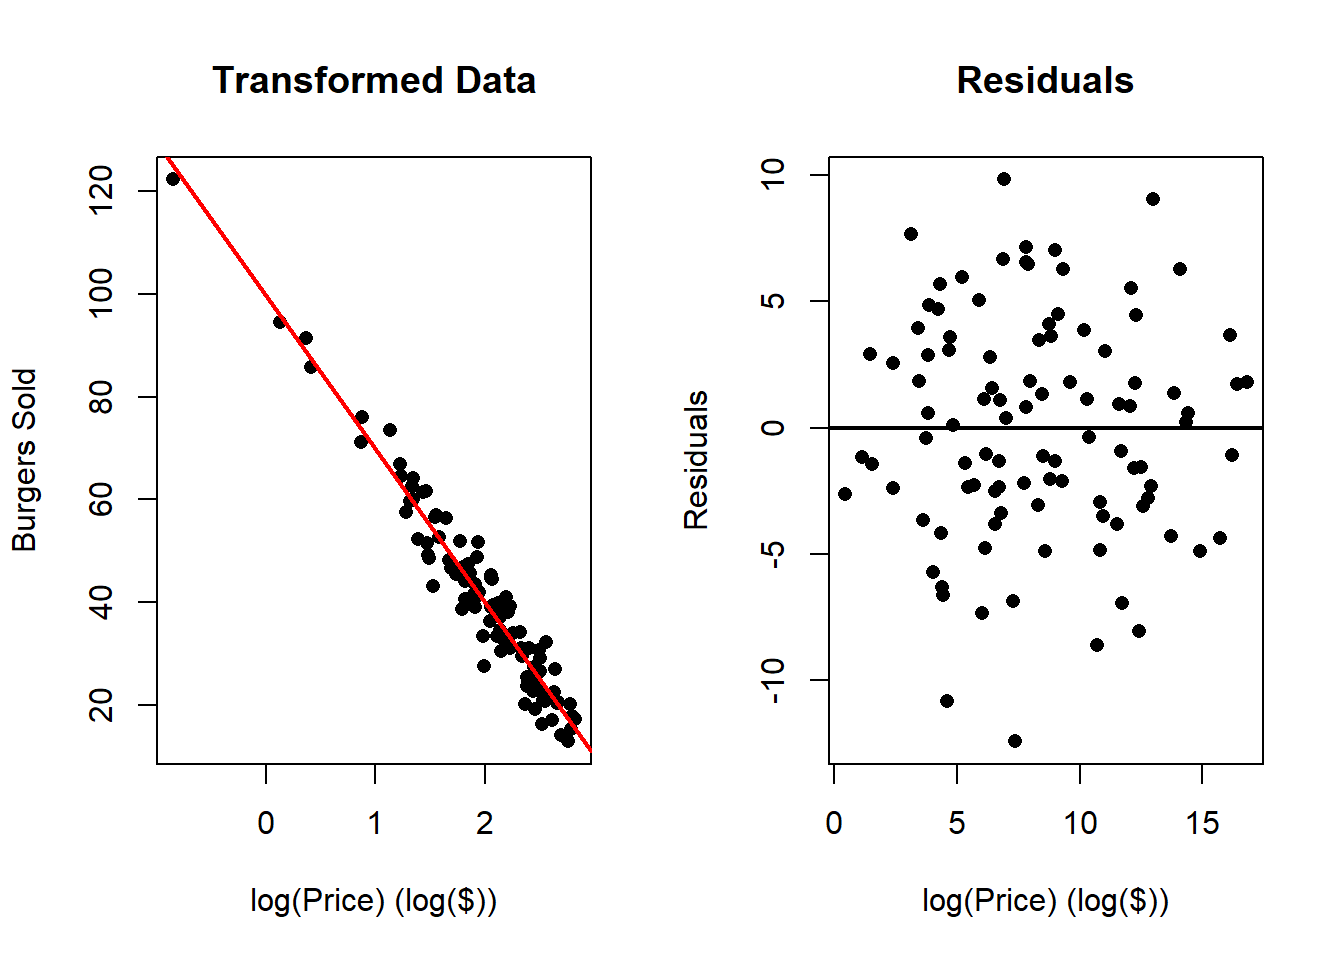 Transformed Data
Burgers Sold
120
100
80
60
40
20
0 1 2
log(Price) (log($))
Residuals
Residuals
10
5
0
-5
-10
0 5 10 15
log(Price) (log($))